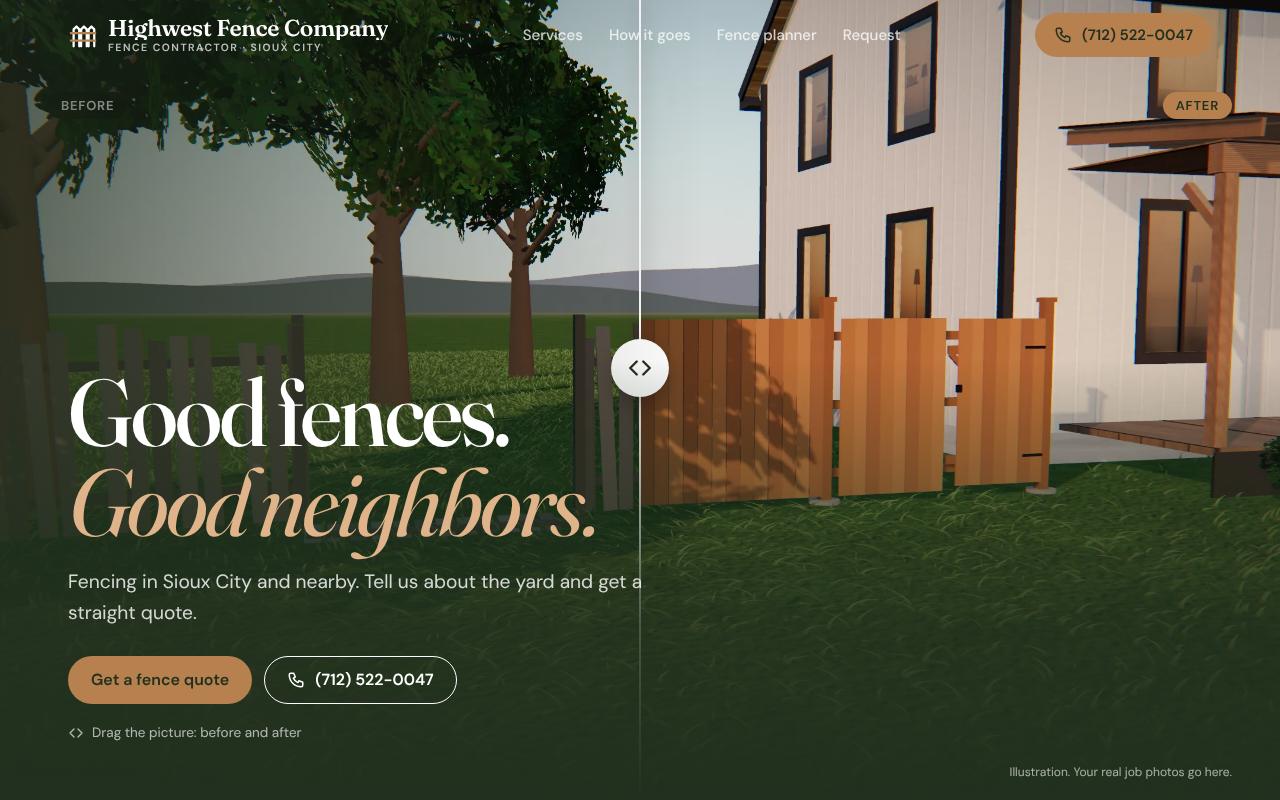 Highwest Fence Company
FENCE CONTRACTOR · SIOUX CITY
Services
How it goes
Fence planner
Request
(712) 522-0047
BEFORE
AFTER
Good fences.
Good neighbors.
Fencing in Sioux City and nearby. Tell us about the yard and get a
straight quote.
Get a fence quote
(712) 522-0047
Drag the picture: before and after
Illustration. Your real job photos go here.